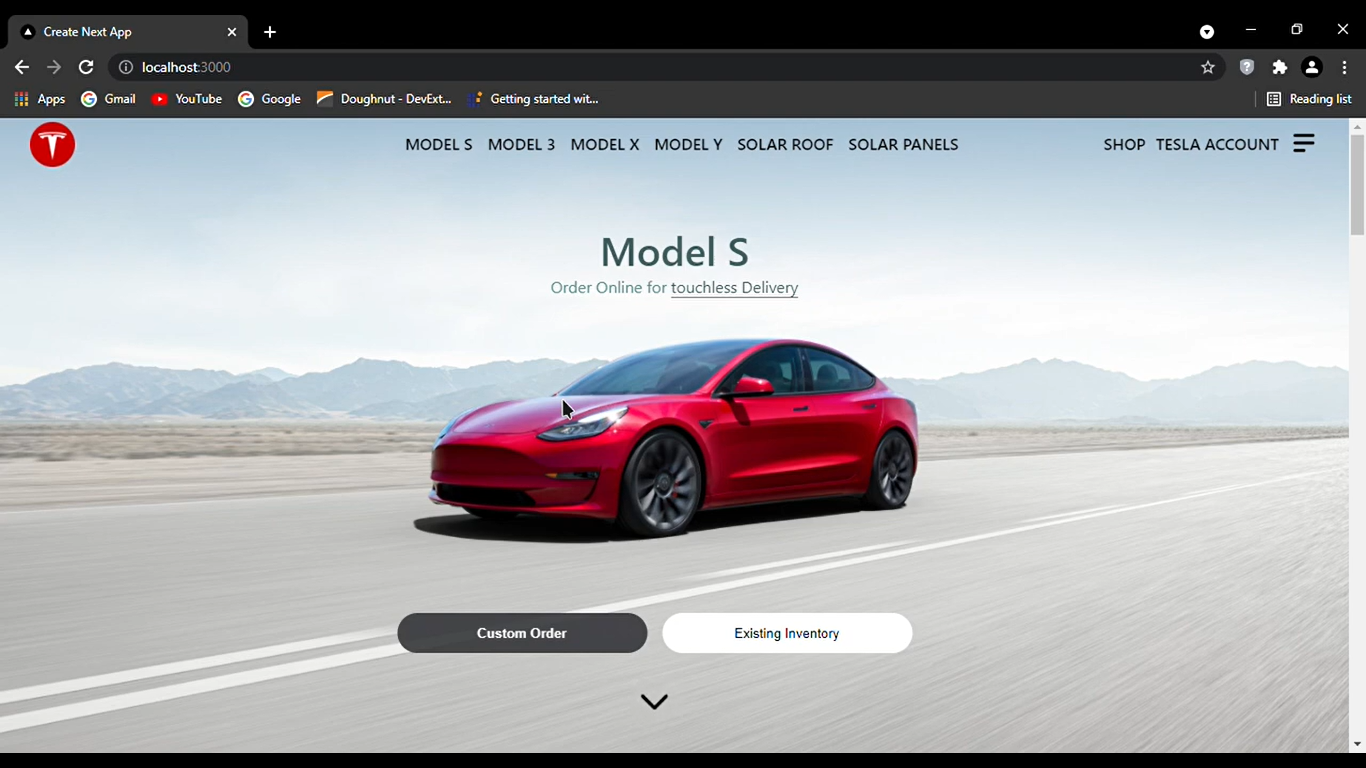 Create Next App
localhost:3000
Apps Gmail YouTube Google Doughnut - DevExt... Getting started wit... Reading list
MODEL S MODEL 3 MODEL X MODEL Y SOLAR ROOF SOLAR PANELS SHOP TESLA ACCOUNT
Model S
Order Online for touchless Delivery
Custom Order Existing Inventory